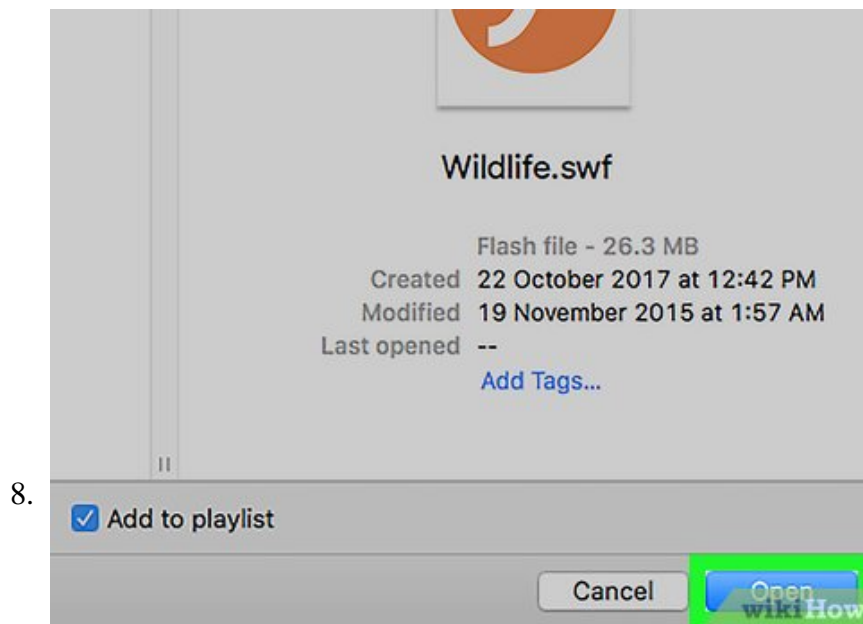 Wildlife.swf
Flash file - 26.3 MB
Created 22 October 2017 at 12:42 PM
Modified 19 November 2015 at 1:57 AM
Last opened --
Add Tags...
8.
Add to playlist
Cancel Open
wikiHow